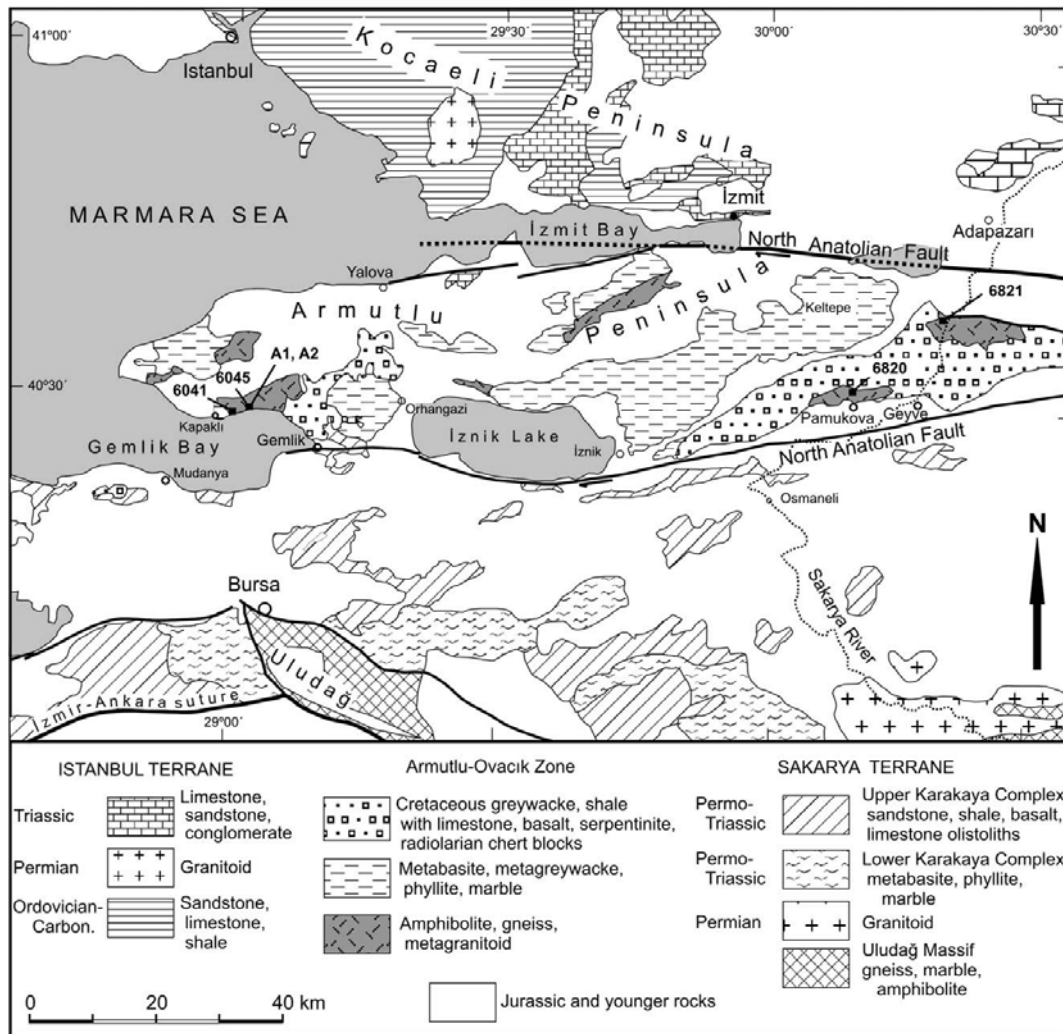 41°00′
29°30′
30°00′
30°30′
Istanbul
Kocaeli
Peninsula
MARMARA SEA
İzmit
İzmit Bay
North Anatolian Fault
Adapazarı
Yalova
Armutlu
Peninsula
Keltepe
6821
A1, A2
6045
6041
40°30′
6820
Kapaklı
Orhangazi
Pamukova
Geyve
Gemlik
İznik Lake
İznik
Gemlik Bay
North Anatolian Fault
Mudanya
Osmaneli
N
Sakarya River
Bursa
Uludağ
Izmir-Ankara suture
29°00′
ISTANBUL TERRANE
Triassic
Limestone,
sandstone,
conglomerate
Permian
Granitoid
Ordovician-
Carbon.
Sandstone,
limestone,
shale
0 20 40 km
Armutlu-Ovacık Zone
Cretaceous greywacke, shale
with limestone, basalt, serpentinite,
radiolarian chert blocks
Metabasite, metagreywacke,
phyllite, marble
Amphibolite, gneiss,
metagranitoid
Jurassic and younger rocks
SAKARYA TERRANE
Permo-
Triassic
Upper Karakaya Complex
sandstone, shale, basalt,
limestone olistoliths
Permo-
Triassic
Lower Karakaya Complex
metabasite, phyllite,
marble
Permian
Granitoid
Uludağ Massif
gneiss, marble,
amphibolite